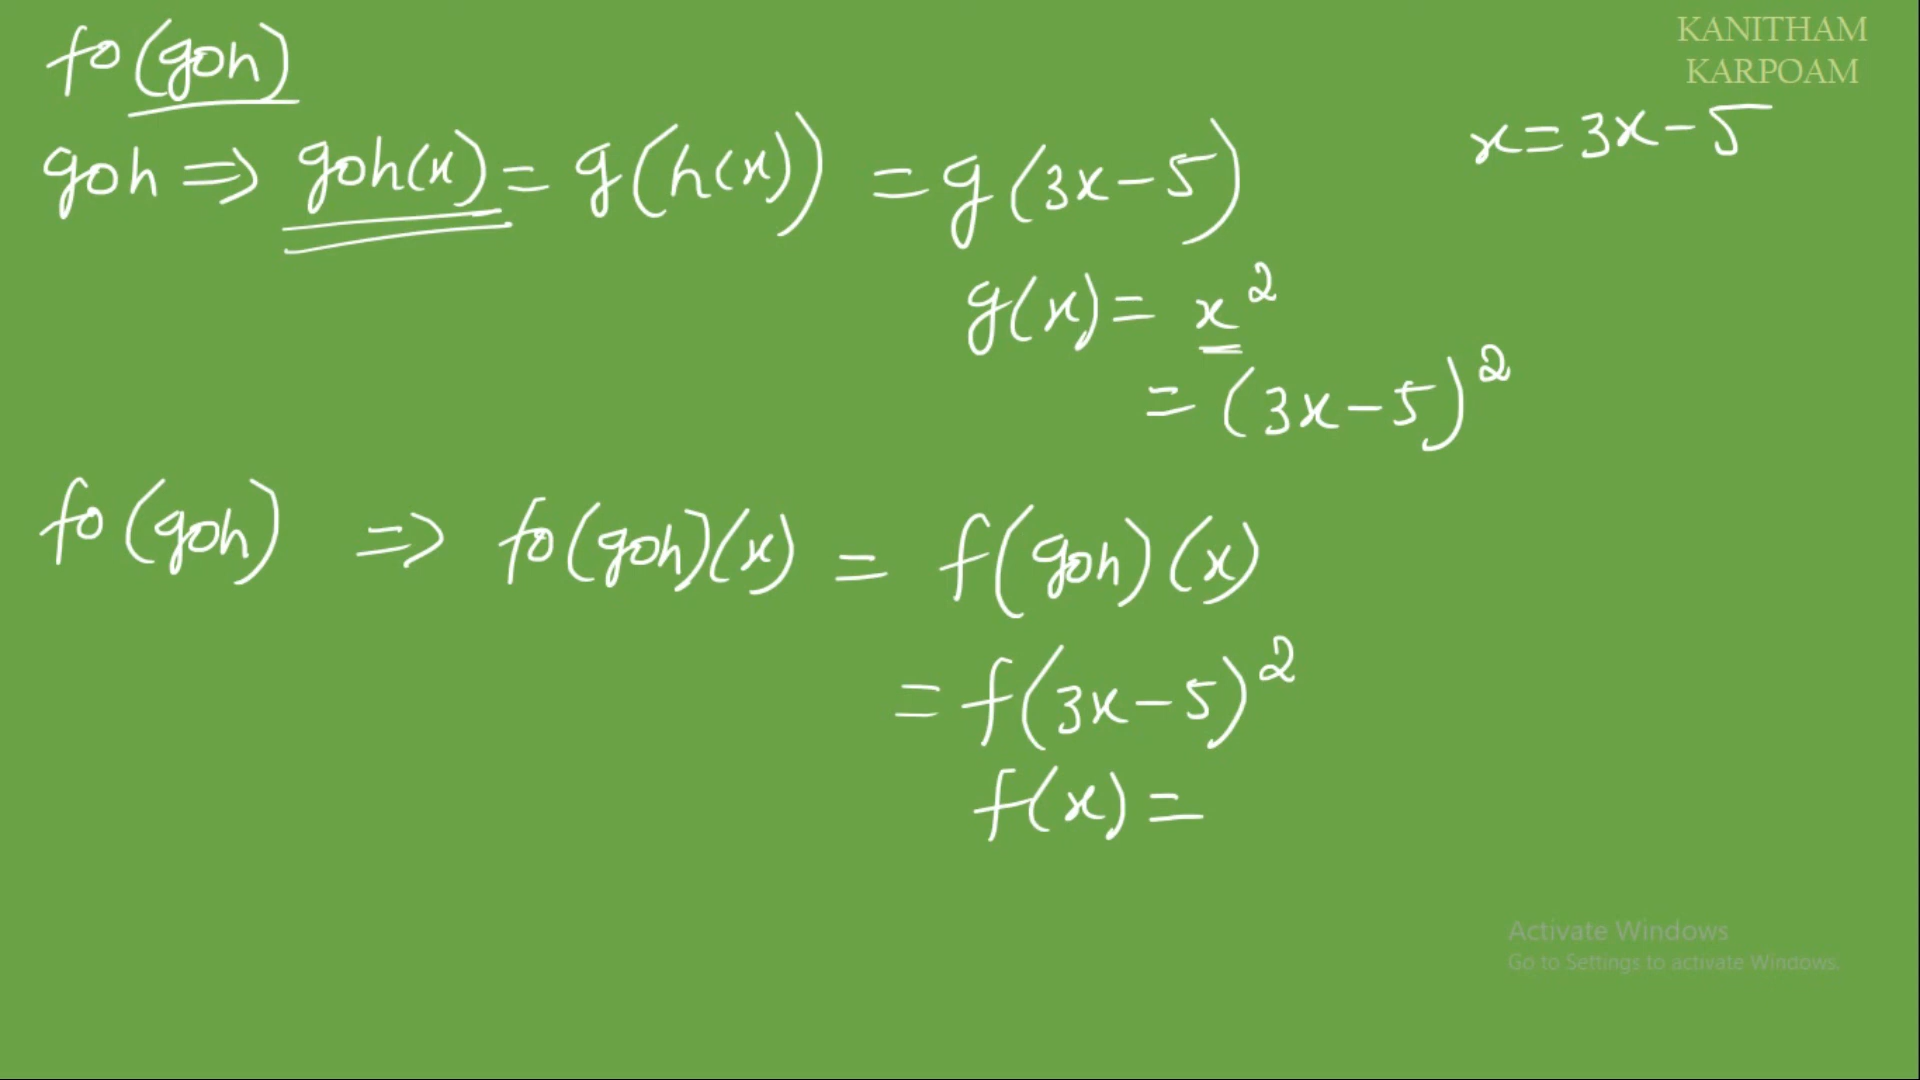 KANITHAM
KARPOAM
fo(goh)
x=3x-5
goh ⇒ goh(x) = g(h(x)) = g(3x-5)
g(x) = x²
= (3x-5)²
fo(goh) ⇒ fo(goh)(x) = f(goh)(x)
= f(3x-5)²
f(x) =
Activate Windows
Go to Settings to activate Windows.